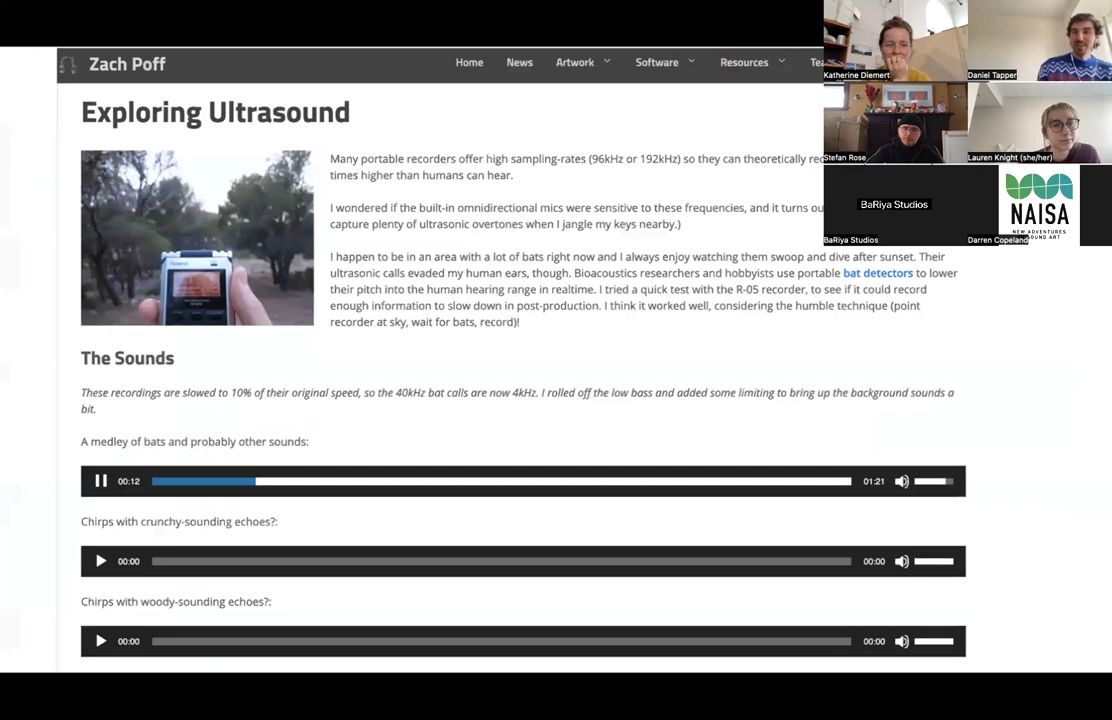 Zach Poff
Home
News
Artwork
Software
Resources
Exploring Ultrasound
Many portable recorders offer high sampling-rates (96kHz or 192kHz) so they can theoretically
times higher than humans can hear.
I wondered if the built-in omnidirectional mics were sensitive to these frequencies, and it turns
capture plenty of ultrasonic overtones when I jangle my keys nearby.)
I happen to be in an area with a lot of bats right now and I always enjoy watching them swoop and dive after sunset. Their
ultrasonic calls evaded my human ears, though. Bioacoustics researchers and hobbyists use portable bat detectors to lower
their pitch into the human hearing range in realtime. I tried a quick test with the R-05 recorder, to see if it could record
enough information to slow down in post-production. I think it worked well, considering the humble technique (point
recorder at sky, wait for bats, record)!
The Sounds
These recordings are slowed to 10% of their original speed, so the 40kHz bat calls are now 4kHz. I rolled off the low bass and added some limiting to bring up the background sounds a
bit.
A medley of bats and probably other sounds:
00:12
01:21
Chirps with crunchy-sounding echoes?:
00:00
00:00
Chirps with woody-sounding echoes?:
00:00
00:00
Katherine Diemert
Daniel Tapper
Stefan Rose
Lauren Knight (she/her)
BaRiya Studios
BaRiya Studios
NAISA
NEW ADVENTURES
SOUND ART
Darren Copeland